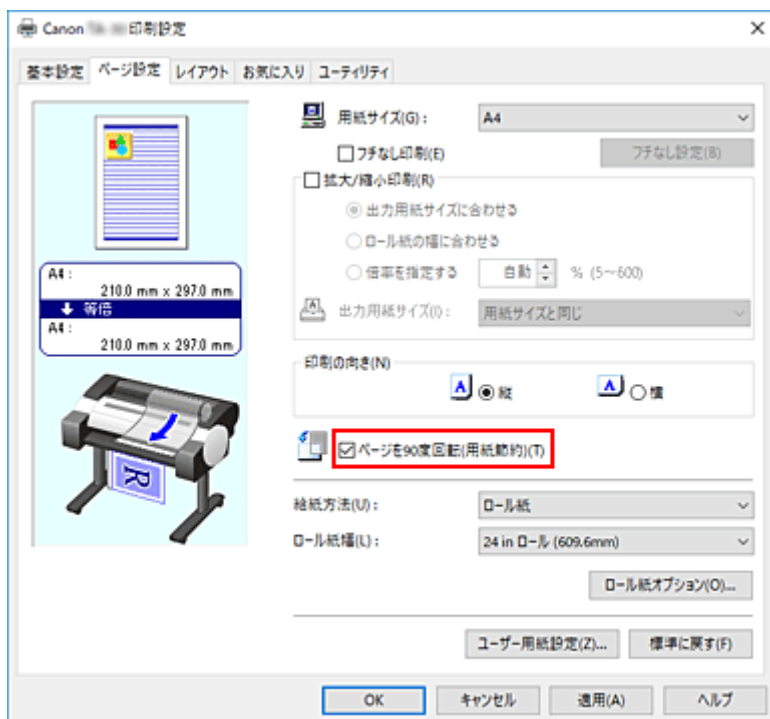 Canon 印刷設定
基本設定 ページ設定 レイアウト お気に入り ユーティリティ
用紙サイズ(G): A4
フチなし印刷(E) フチなし設定(B)
拡大/縮小印刷(R)
出力用紙サイズに合わせる
ロール紙の幅に合わせる
倍率を指定する 自動 % (5～600)
出力用紙サイズ(I): 用紙サイズと同じ
A4 :
210.0 mm x 297.0 mm
等倍
A4 :
210.0 mm x 297.0 mm
印刷の向き(N)
A 縦 A 横
ページを90度回転(用紙節約)(T)
R
給紙方法(U): ロール紙
ロール紙幅(L): 24 in ロール (609.6mm)
ロール紙オプション(O)...
ユーザー用紙設定(Z)... 標準に戻す(F)
OK キャンセル 適用(A) ヘルプ